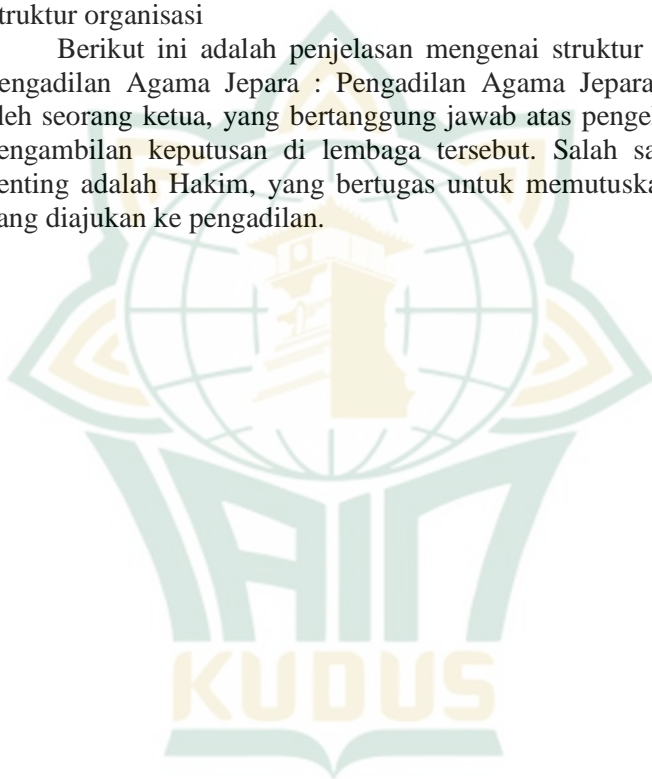 truktur organisasi
Berikut ini adalah penjelasan mengenai struktur
engadilan Agama Jepara : Pengadilan Agama Jepara
leh seorang ketua, yang bertanggung jawab atas pengel
engambilan keputusan di lembaga tersebut. Salah sa
enting adalah Hakim, yang bertugas untuk memutuska
ang diajukan ke pengadilan.
IAIN
KUDUS